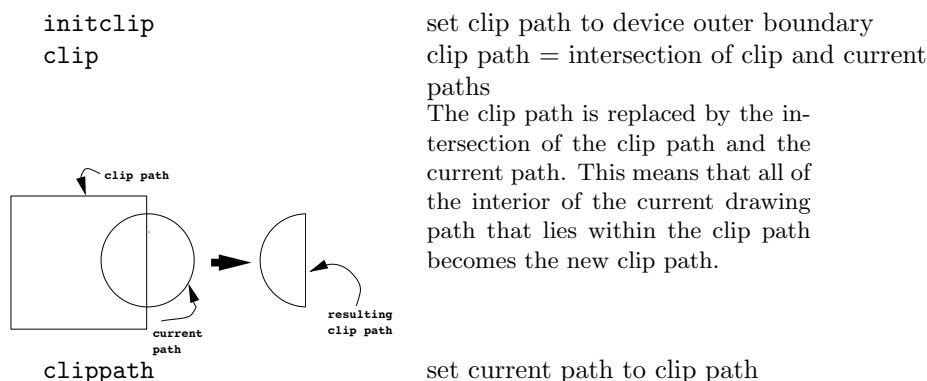 initclip set clip path to device outer boundary
clip clip path = intersection of clip and current
paths
The clip path is replaced by the in-
tersection of the clip path and the
current path. This means that all of
the interior of the current drawing
path that lies within the clip path
becomes the new clip path.
clip path
current
path
resulting
clip path
clippath set current path to clip path